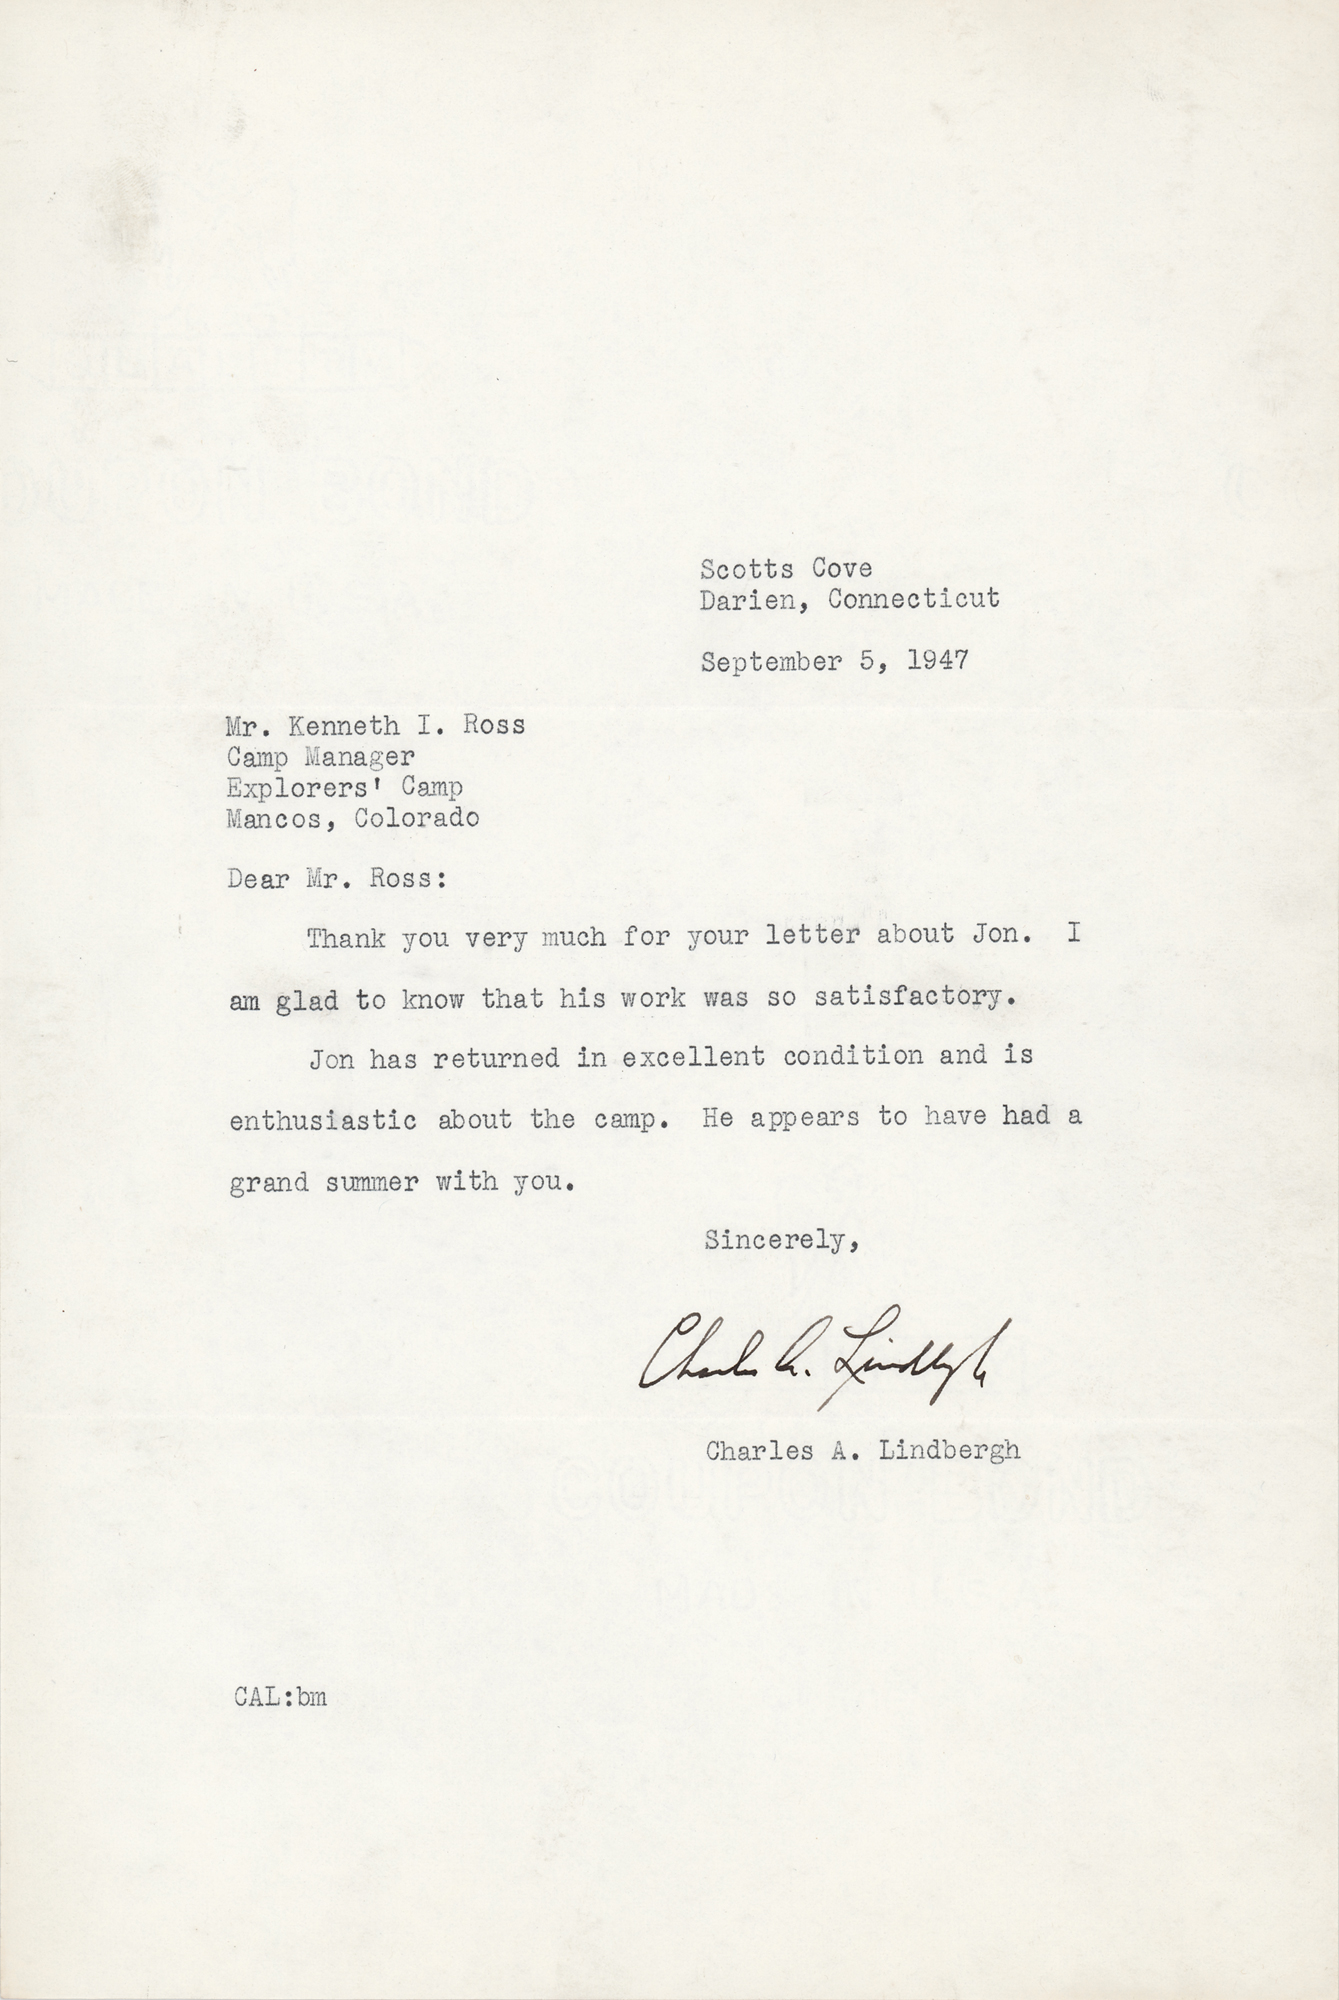 Scotts Cove
Darien, Connecticut
September 5, 1947
Mr. Kenneth I. Ross
Camp Manager
Explorers' Camp
Mancos, Colorado
Dear Mr. Ross:
Thank you very much for your letter about Jon. I
am glad to know that his work was so satisfactory.
Jon has returned in excellent condition and is
enthusiastic about the camp. He appears to have had a
grand summer with you.
Sincerely,
Charles A. Lindbergh
Charles A. Lindbergh
CAL:bm